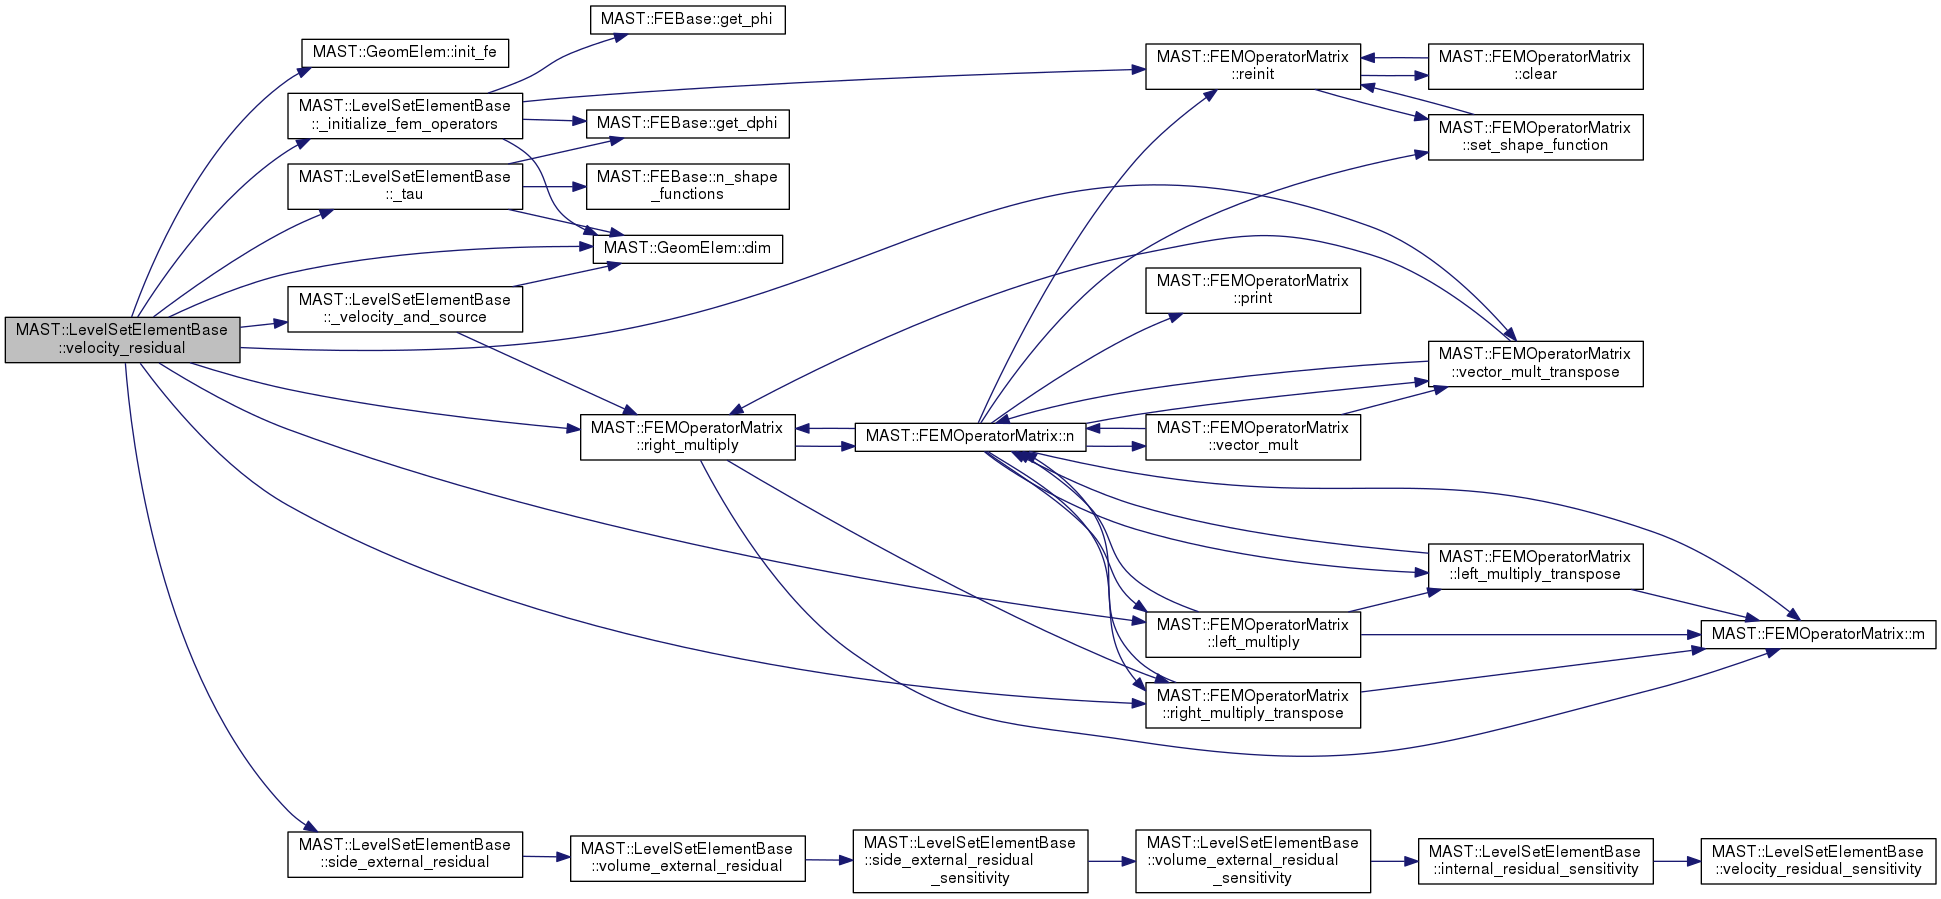 MAST::LevelSetElementBase
::velocity_residual
MAST::GeomElem::init_fe
MAST::LevelSetElementBase
::_initialize_fem_operators
MAST::LevelSetElementBase
::_tau
MAST::LevelSetElementBase
::_velocity_and_source
MAST::LevelSetElementBase
::side_external_residual
MAST::FEBase::get_phi
MAST::FEBase::get_dphi
MAST::FEBase::n_shape
_functions
MAST::GeomElem::dim
MAST::FEMOperatorMatrix
::right_multiply
MAST::LevelSetElementBase
::volume_external_residual
MAST::FEMOperatorMatrix::n
MAST::LevelSetElementBase
::side_external_residual
_sensitivity
MAST::FEMOperatorMatrix
::reinit
MAST::FEMOperatorMatrix
::print
MAST::FEMOperatorMatrix
::vector_mult
MAST::FEMOperatorMatrix
::left_multiply
MAST::FEMOperatorMatrix
::right_multiply_transpose
MAST::LevelSetElementBase
::volume_external_residual
_sensitivity
MAST::FEMOperatorMatrix
::clear
MAST::FEMOperatorMatrix
::set_shape_function
MAST::FEMOperatorMatrix
::vector_mult_transpose
MAST::FEMOperatorMatrix
::left_multiply_transpose
MAST::LevelSetElementBase
::internal_residual_sensitivity
MAST::FEMOperatorMatrix::m
MAST::LevelSetElementBase
::velocity_residual_sensitivity